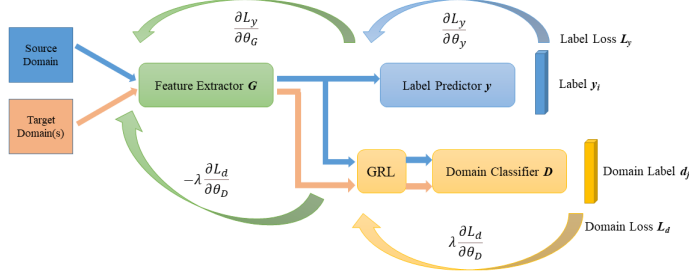 Source
Domain
Target
Domain(s)
Feature Extractor G
∂L_y
∂θ_G
∂L_y
∂θ_y
Label Loss L_y
Label Predictor y
Label y_i
−λ ∂L_d
∂θ_D
GRL
Domain Classifier D
Domain Label d_j
λ ∂L_d
∂θ_D
Domain Loss L_d